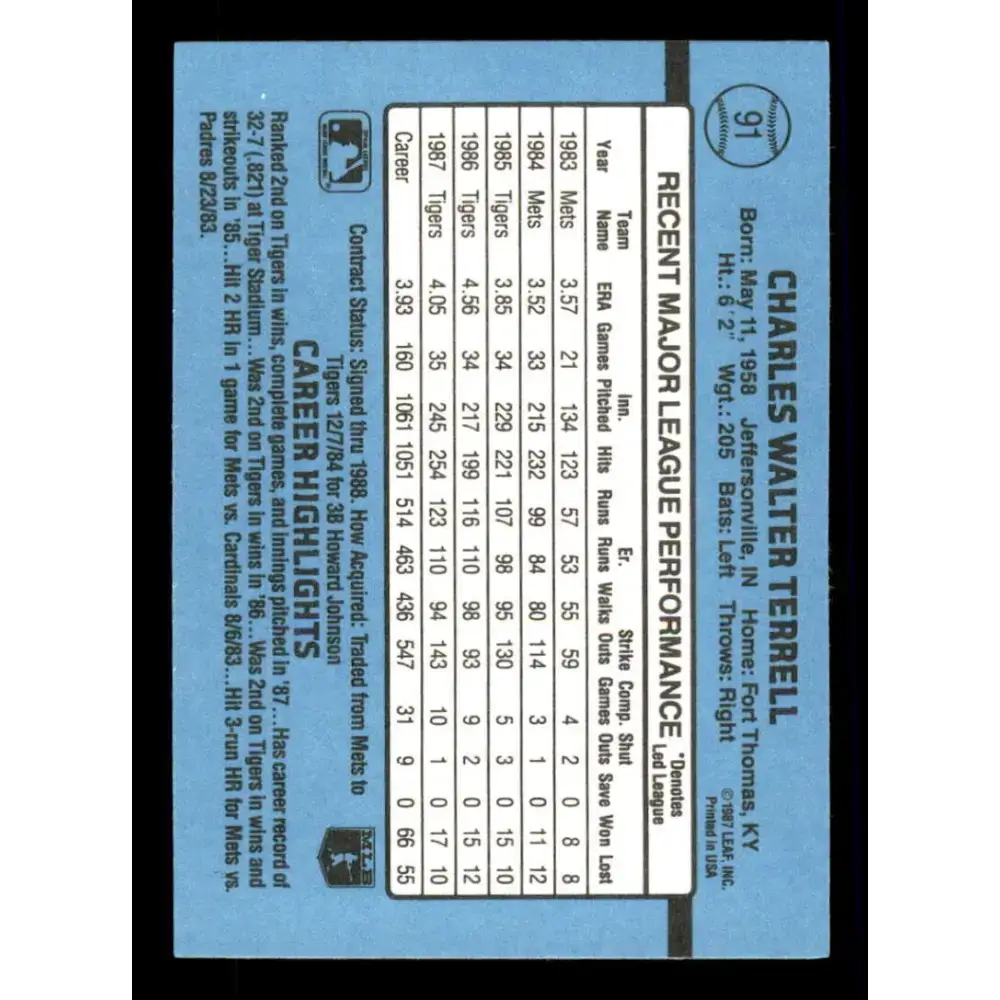 91
CHARLES WALTER TERRELL
Born: May 11, 1958 Jeffersonville, IN Home: Fort Thomas, KY
Ht.: 6'2" Wgt.: 205 Bats: Left Throws: Right
© 1987 LEAF, INC.
Printed in USA
RECENT MAJOR LEAGUE PERFORMANCE *Denotes
Led League
Team Inn. Er. Strike Comp. Shut
Year Name ERA Games Pitched Hits Runs Runs Walks Outs Games Outs Save Won Lost
1983 Mets 3.57 21 134 123 57 53 55 59 4 2 0 8 8
1984 Mets 3.52 33 215 232 99 84 80 114 3 1 0 11 12
1985 Tigers 3.85 34 229 221 107 98 95 130 5 3 0 15 10
1986 Tigers 4.56 34 217 199 116 110 98 93 9 2 0 15 12
1987 Tigers 4.05 35 245 254 123 110 94 143 10 1 0 17 10
Career 3.93 160 1061 1051 514 463 436 547 31 9 0 66 55
Contract Status: Signed thru 1988. How Acquired: Traded from Mets to
Tigers 12/7/84 for 3B Howard Johnson
MLB
CAREER HIGHLIGHTS
Ranked 2nd on Tigers in wins, complete games, and innings pitched in '87...Has career record of
32-7 (.821) at Tiger Stadium...Was 2nd on Tigers in wins in '86...Was 2nd on Tigers in wins and
strikeouts in '85...Hit 2 HR in 1 game for Mets vs. Cardinals 8/6/83...Hit 3-run HR for Mets vs.
Padres 8/23/83.